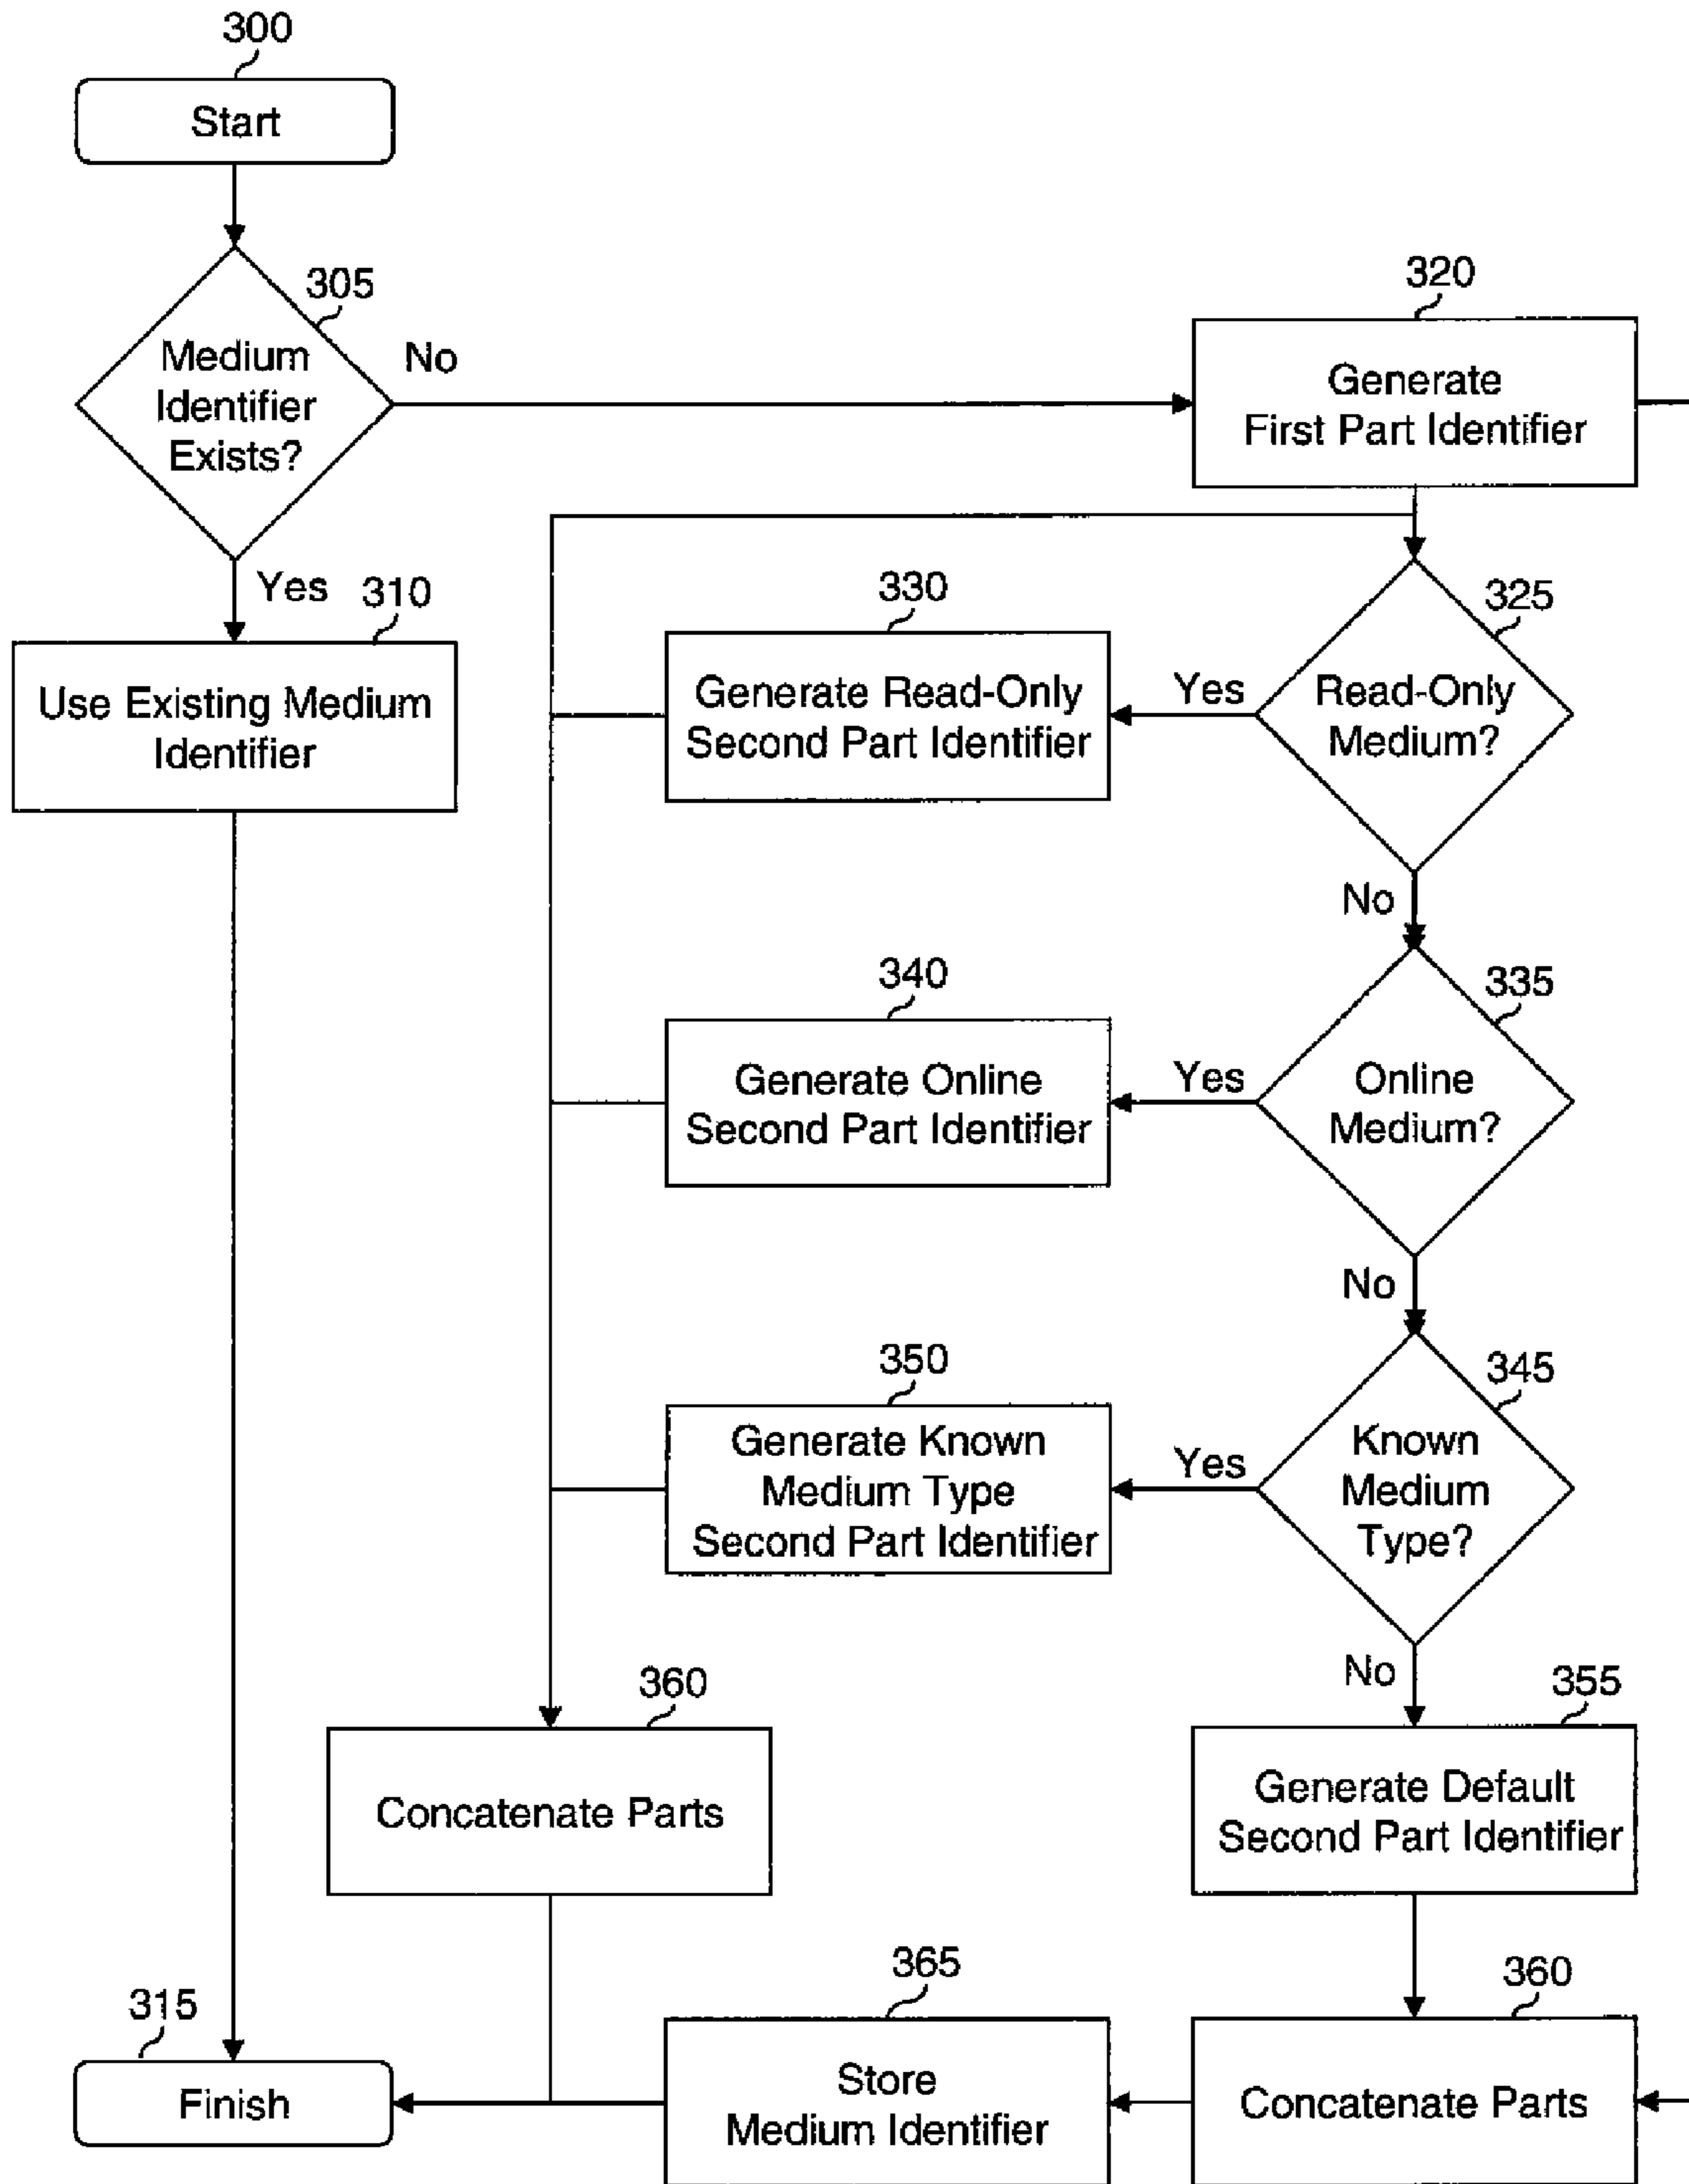 300
Start
305
Medium
Identifier
Exists?
No
Yes
310
Use Existing Medium
Identifier
320
Generate
First Part Identifier
325
Read-Only
Medium?
Yes
330
Generate Read-Only
Second Part Identifier
No
335
Online
Medium?
Yes
340
Generate Online
Second Part Identifier
No
345
Known
Medium
Type?
Yes
350
Generate Known
Medium Type
Second Part Identifier
No
355
Generate Default
Second Part Identifier
360
Concatenate Parts
360
Concatenate Parts
365
Store
Medium Identifier
315
Finish